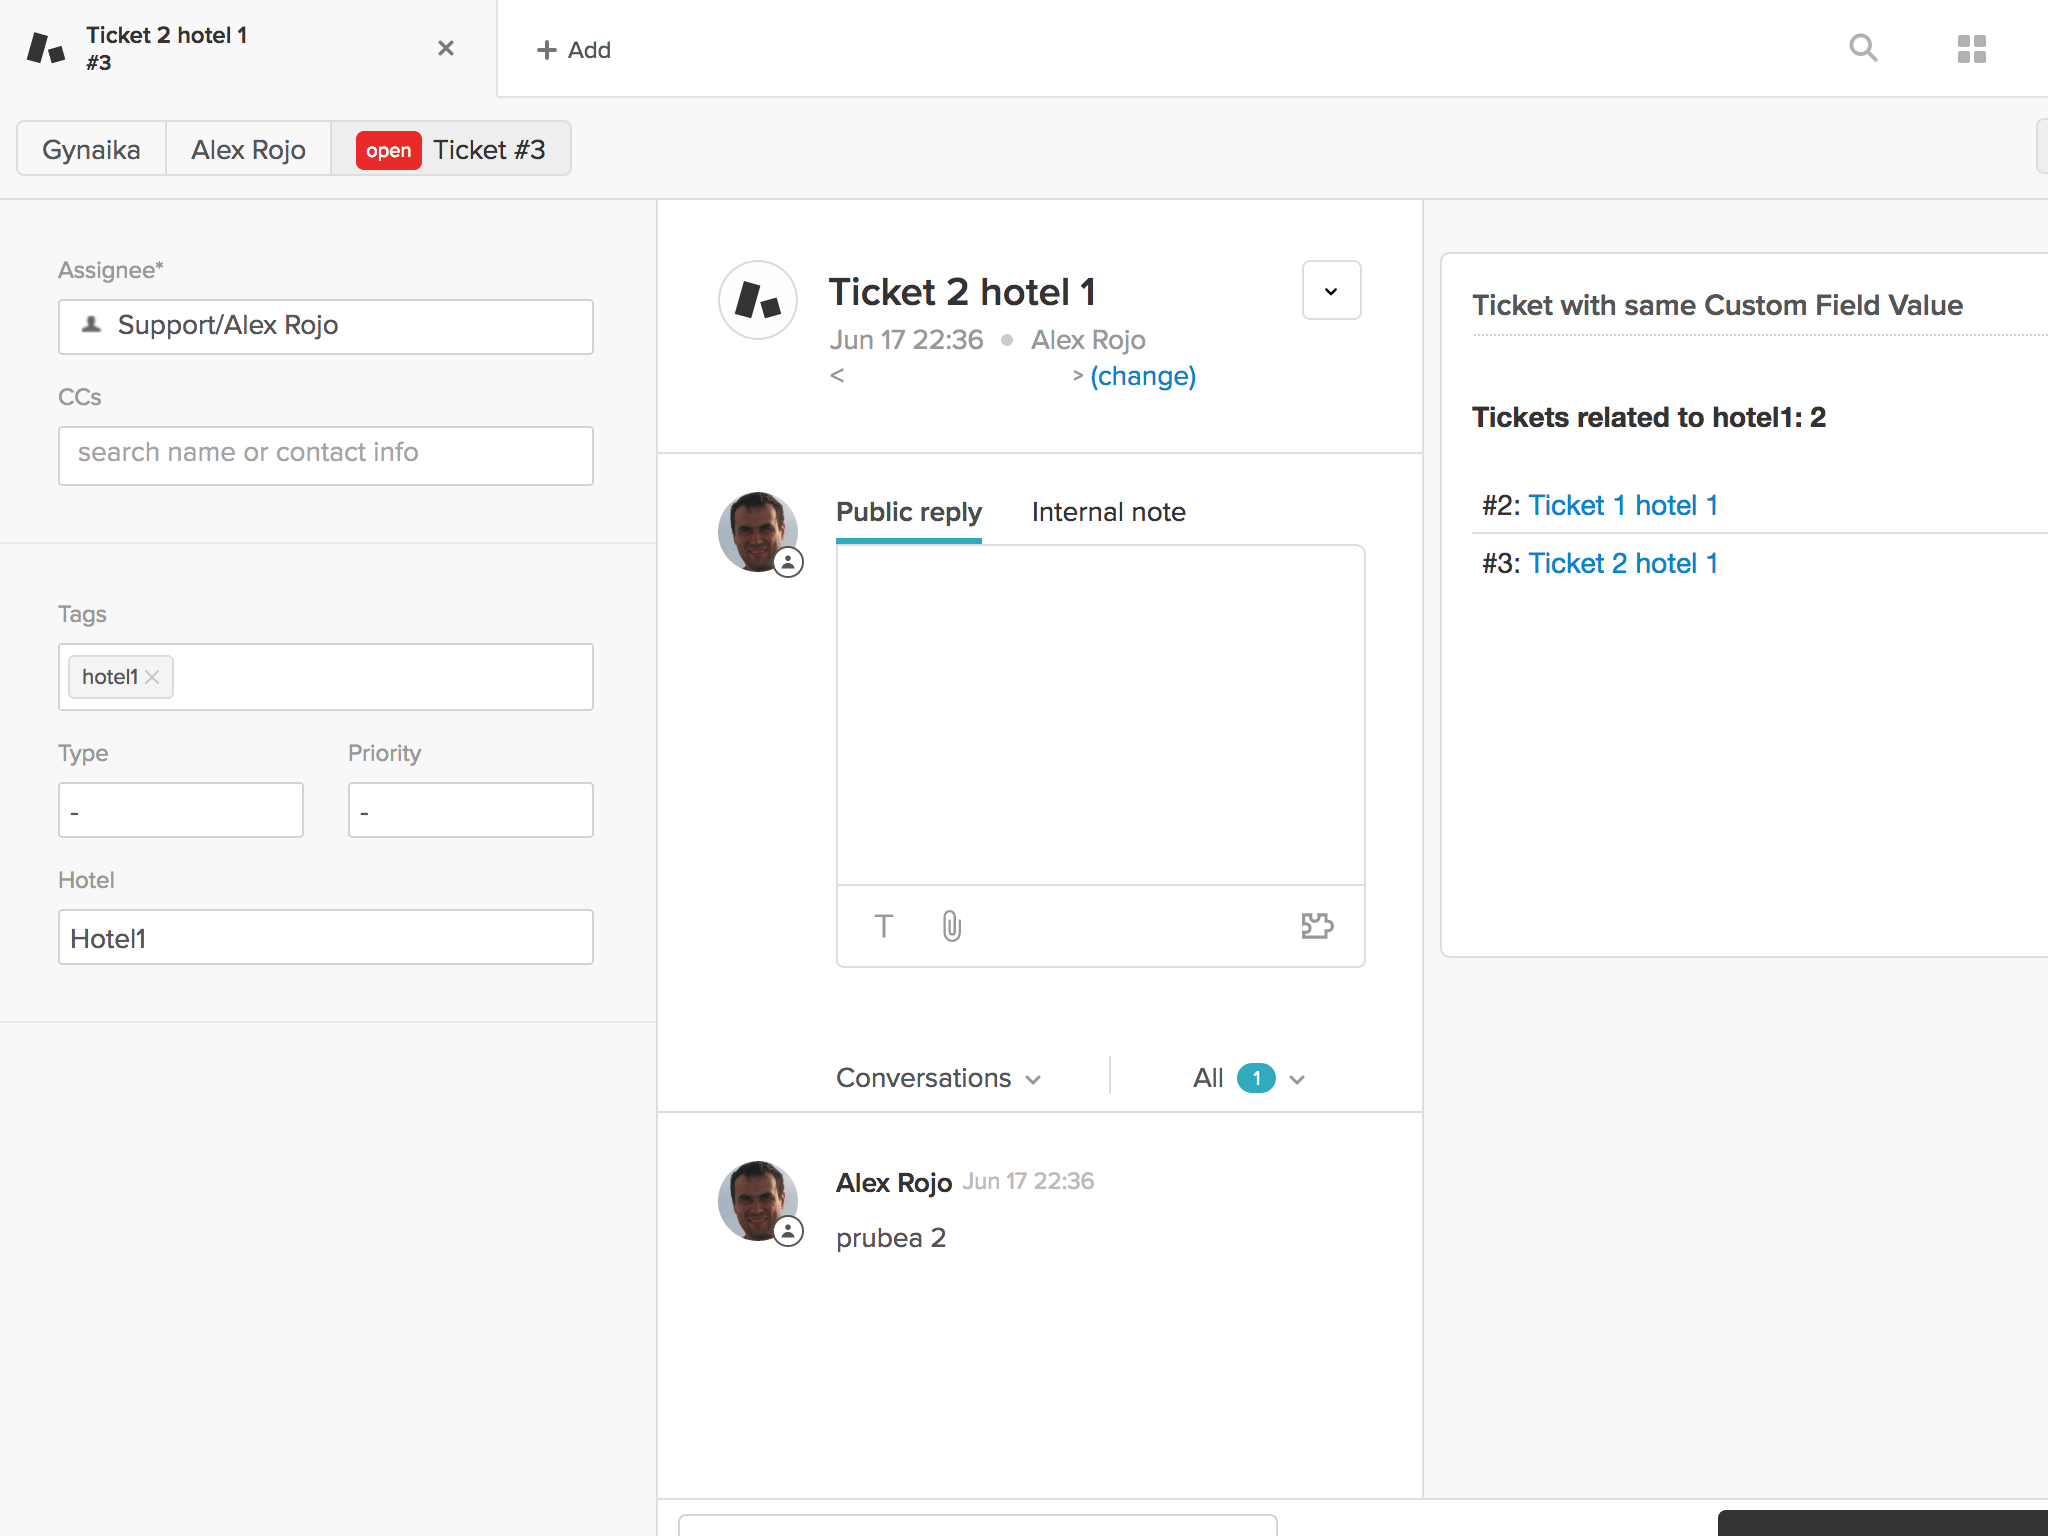 Ticket 2 hotel 1
#3
+ Add
Gynaika
Alex Rojo
open Ticket #3
Assignee*
Support/Alex Rojo
CCs
search name or contact info
Tags
hotel1
Type
Priority
-
-
Hotel
Hotel1
Ticket 2 hotel 1
Jun 17 22:36 Alex Rojo
< > (change)
Public reply
Internal note
T
Conversations
All 1
Alex Rojo Jun 17 22:36
prubea 2
Ticket with same Custom Field Value
Tickets related to hotel1: 2
#2: Ticket 1 hotel 1
#3: Ticket 2 hotel 1